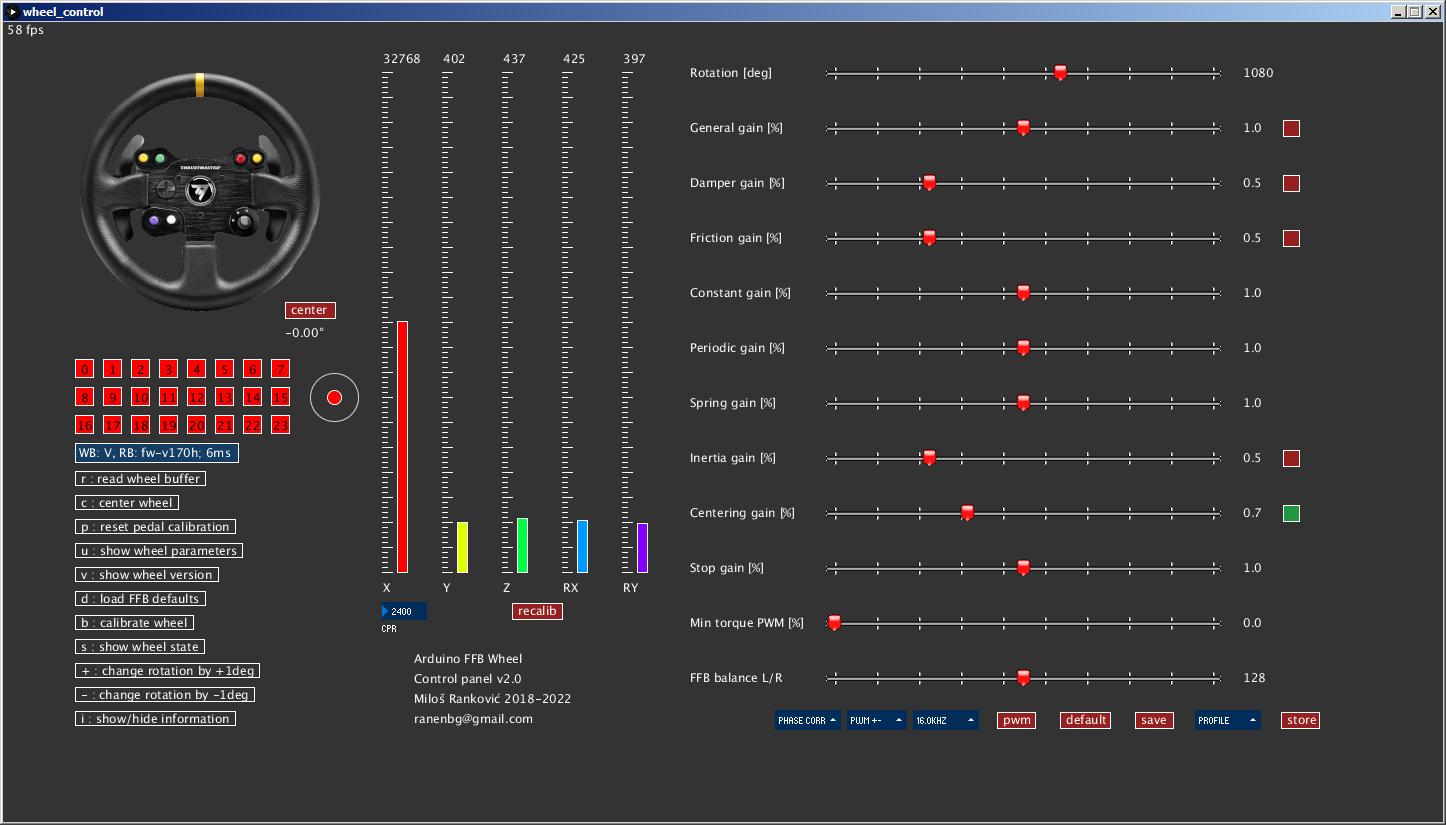 wheel_control
58 fps
32768 402 437 425 397
THRUSTMASTER
center
-0.00°
0 1 2 3 4 5 6 7
8 9 10 11 12 13 14 15
16 17 18 19 20 21 22 23
WB: V, RB: fw-v170h; 6ms
r : read wheel buffer
c : center wheel
p : reset pedal calibration
u : show wheel parameters
v : show wheel version
d : load FFB defaults
b : calibrate wheel
s : show wheel state
+ : change rotation by +1deg
- : change rotation by -1deg
i : show/hide information
X Y Z RX RY
2400
CPR
recalib
Arduino FFB Wheel
Control panel v2.0
Miloš Ranković 2018-2022
ranenbg@gmail.com
Rotation [deg] 1080
General gain [%] 1.0
Damper gain [%] 0.5
Friction gain [%] 0.5
Constant gain [%] 1.0
Periodic gain [%] 1.0
Spring gain [%] 1.0
Inertia gain [%] 0.5
Centering gain [%] 0.7
Stop gain [%] 1.0
Min torque PWM [%] 0.0
FFB balance L/R 128
PHASE CORR PWM +- 16.0KHZ pwm default save PROFILE store